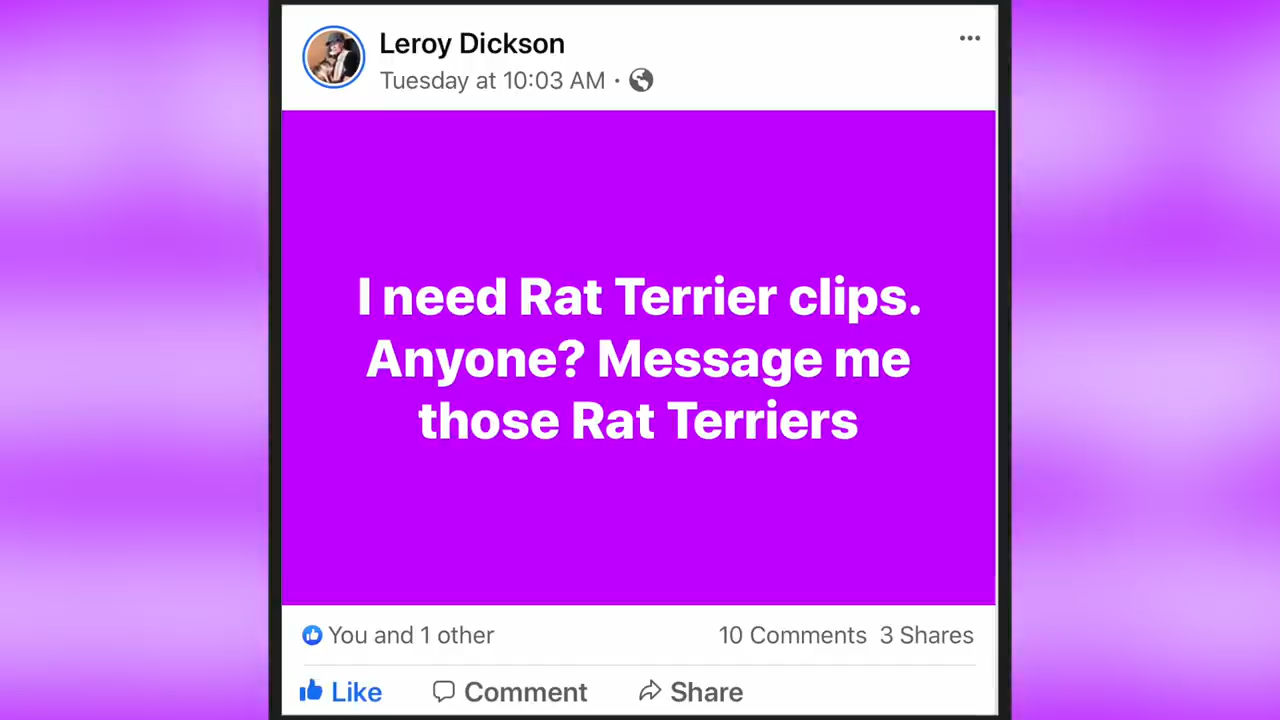 Leroy Dickson
Tuesday at 10:03 AM ·
I need Rat Terrier clips.
Anyone? Message me
those Rat Terriers
You and 1 other 10 Comments 3 Shares
Like Comment Share